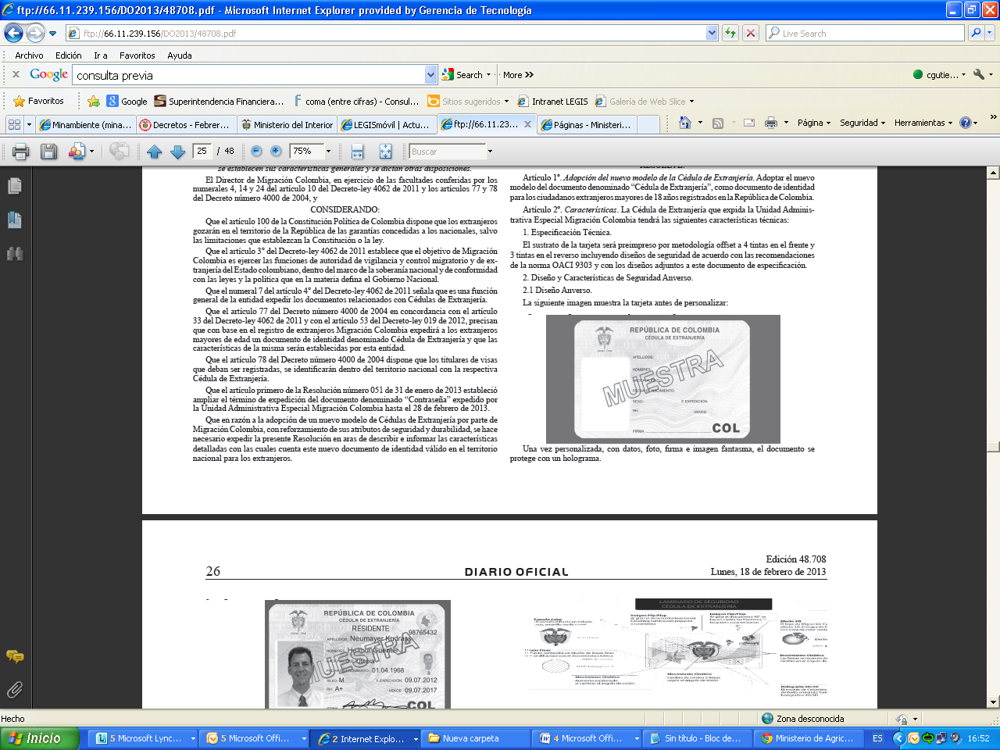 ftp://66.11.239.156/DO2013/48708.pdf - Microsoft Internet Explorer provided by Gerencia de Tecnología
ftp://66.11.239.156/DO2013/48708.pdf
Live Search
Archivo Edición Ir a Favoritos Ayuda
Google consulta previa Search More cgutie...
Favoritos Google Superintendencia Financiera... coma (entre cifras) - Consul... Sitios sugeridos Intranet LEGIS Galería de Web Slice
Minambiente (mina... Decretos - Febrer... Ministerio del Interior LEGISmóvil | Actu... ftp://66.11.23... Páginas - Ministeri... Página Seguridad Herramientas
25 / 48 75% Buscar
se establecen sus características generales y se dictan otras disposiciones.
El Director de Migración Colombia, en ejercicio de las facultades conferidas por los
numerales 4, 14 y 24 del artículo 10 del Decreto-ley 4062 de 2011 y los artículos 77 y 78
del Decreto número 4000 de 2004, y
CONSIDERANDO:
Que el artículo 100 de la Constitución Política de Colombia dispone que los extranjeros
gozarán en el territorio de la República de las garantías concedidas a los nacionales, salvo
las limitaciones que establezcan la Constitución o la ley.
Que el artículo 3° del Decreto-ley 4062 de 2011 establece que el objetivo de Migración
Colombia es ejercer las funciones de autoridad de vigilancia y control migratorio y de ex-
tranjería del Estado colombiano, dentro del marco de la soberanía nacional y de conformidad
con las leyes y la política que en la materia defina el Gobierno Nacional.
Que el numeral 7 del artículo 4° del Decreto-ley 4062 de 2011 señala que es una función
general de la entidad expedir los documentos relacionados con Cédulas de Extranjería.
Que el artículo 77 del Decreto número 4000 de 2004 en concordancia con el artículo
33 del Decreto-ley 4062 de 2011 y con el artículo 53 del Decreto-ley 019 de 2012, precisan
que con base en el registro de extranjeros Migración Colombia expedirá a los extranjeros
mayores de edad un documento de identidad denominado Cédula de Extranjería y que las
características de la misma serán establecidas por esta entidad.
Que el artículo 78 del Decreto número 4000 de 2004 dispone que los titulares de visas
que deban ser registradas, se identificarán dentro del territorio nacional con la respectiva
Cédula de Extranjería.
Que el artículo primero de la Resolución número 051 de 31 de enero de 2013 estableció
ampliar el término de expedición del documento denominado “Contraseña” expedido por
la Unidad Administrativa Especial Migración Colombia hasta el 28 de febrero de 2013.
Que en razón a la adopción de un nuevo modelo de Cédulas de Extranjería por parte de
Migración Colombia, con reforzamiento de sus atributos de seguridad y durabilidad, se hace
necesario expedir la presente Resolución en aras de describir e informar las características
detalladas con las cuales cuenta este nuevo documento de identidad válido en el territorio
nacional para los extranjeros.
RESUELVE:
Artículo 1°. Adopción del nuevo modelo de la Cédula de Extranjería. Adoptar el nuevo
modelo del documento denominado “Cédula de Extranjería”, como documento de identidad
para los ciudadanos extranjeros mayores de 18 años registrados en la República de Colombia.
Artículo 2°. Características. La Cédula de Extranjería que expida la Unidad Adminis-
trativa Especial Migración Colombia tendrá las siguientes características técnicas:
1. Especificación Técnica.
El sustrato de la tarjeta será preimpreso por metodología offset a 4 tintas en el frente y
3 tintas en el reverso incluyendo diseños de seguridad de acuerdo con las recomendaciones
de la norma OACI 9303 y con los diseños adjuntos a este documento de especificación.
2. Diseño y Características de Seguridad Anverso.
2.1 Diseño Anverso.
La siguiente imagen muestra la tarjeta antes de personalizar:
REPÚBLICA DE COLOMBIA
CÉDULA DE EXTRANJERÍA
APELLIDOS:
NOMBRES:
MUESTRA
FECHA DE NACIMIENTO:
SEXO: F. EXPEDICIÓN:
RH: VENCE:
FIRMA COL
Una vez personalizada, con datos, foto, firma e imagen fantasma, el documento se
protege con un holograma.
26 DIARIO OFICIAL
Edición 48.708
Lunes, 18 de febrero de 2013
REPÚBLICA DE COLOMBIA
CÉDULA DE EXTRANJERÍA
RESIDENTE
98765432
APELLIDOS: Neumayer Kodrass
NOMBRES: Helmut Guenter
MUESTRA
Utopia
01.04.1968
SEXO: M F. EXPEDICIÓN: 09.07.2012
RH: A+ VENCE: 09.07.2017
COL
LAMINADO DE SEGURIDAD
CÉDULA DE EXTRANJERÍA
Imagen Flip/Flop
Imagen Flip/Flop
Efecto 2D
Movimiento Cinético
Movimiento Cinético
Cambio de solidos a lineas
según el ángulo de visión
Movimiento Cinético
Hecho Zona desconocida
Inicio 5 Microsoft Lync... 5 Microsoft Offi... 2 Internet Explo... Nueva carpeta 4 Microsoft Offi... Sin título - Bloc de... Ministerio de Agric... ES 16:52